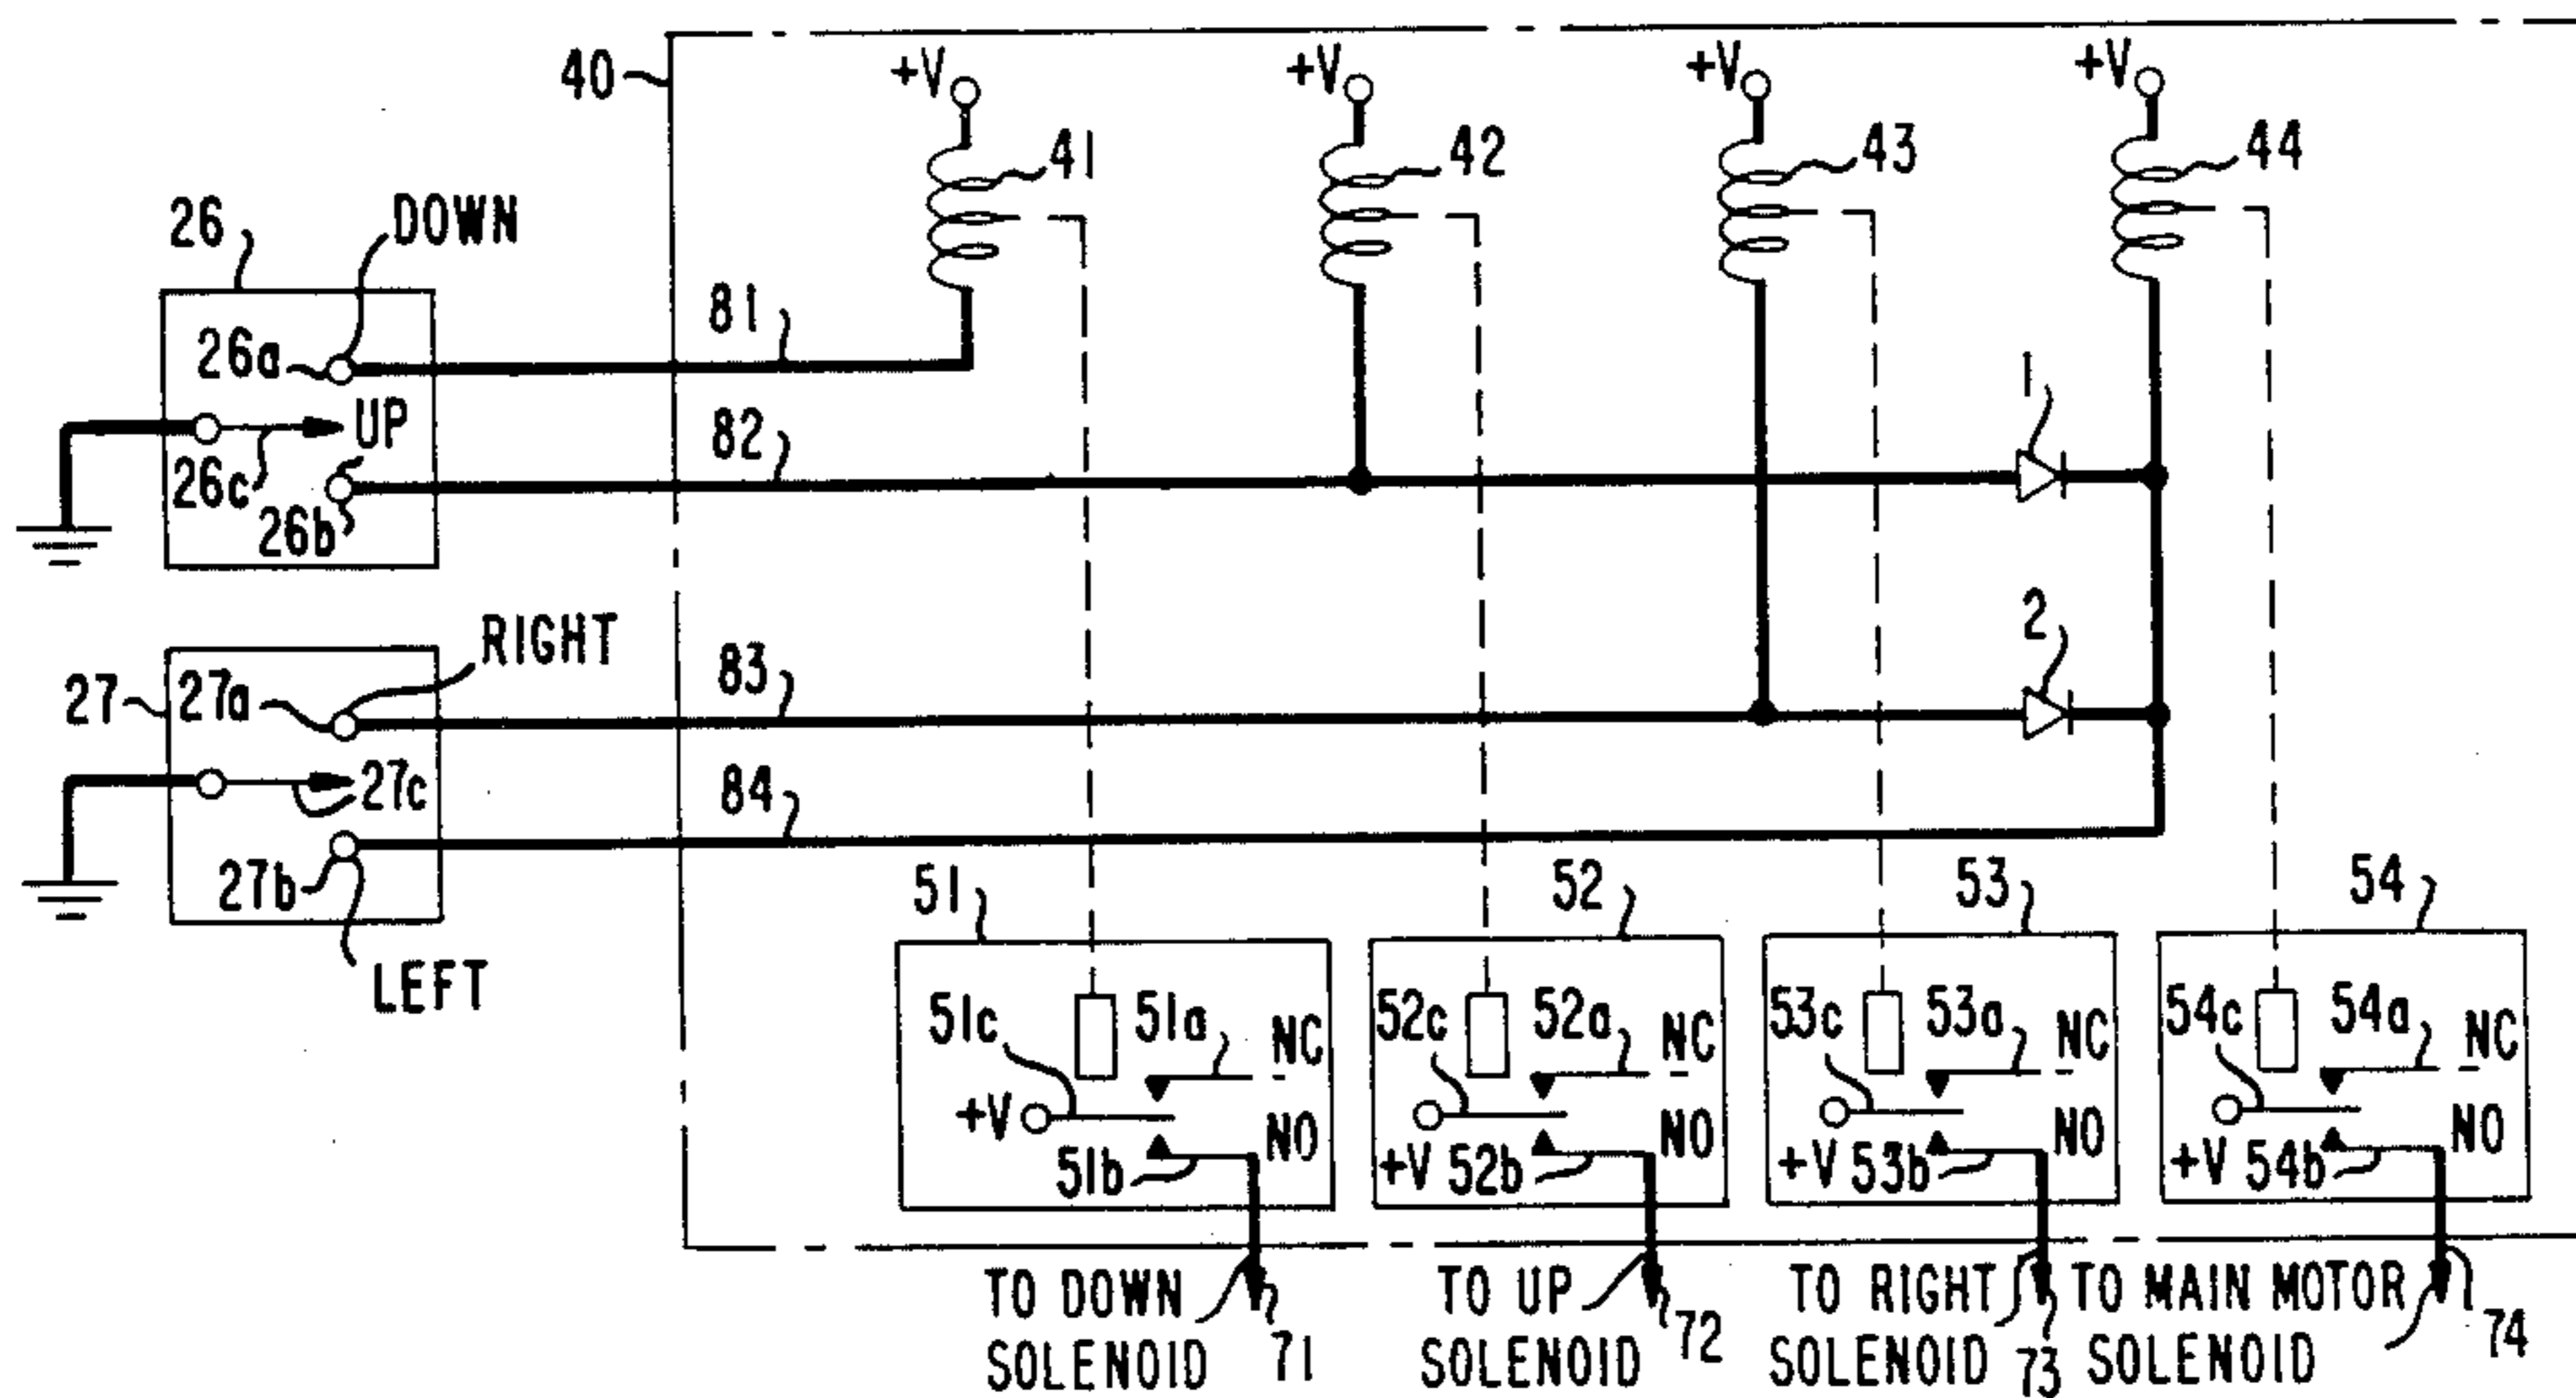 40
+V
+V
+V
+V
41
42
43
44
26
DOWN
26a
81
UP
82
26c
26b
1
RIGHT
27
27a
83
2
27c
84
27b
LEFT
51
52
53
54
51c
51a
NC
52c
52a
NC
53c
53a
NC
54c
54a
NC
+V
51b
NO
+V
52b
NO
+V
53b
NO
+V
54b
NO
TO DOWN
SOLENOID
71
TO UP
SOLENOID
72
TO RIGHT
SOLENOID
73
TO MAIN MOTOR
SOLENOID
74